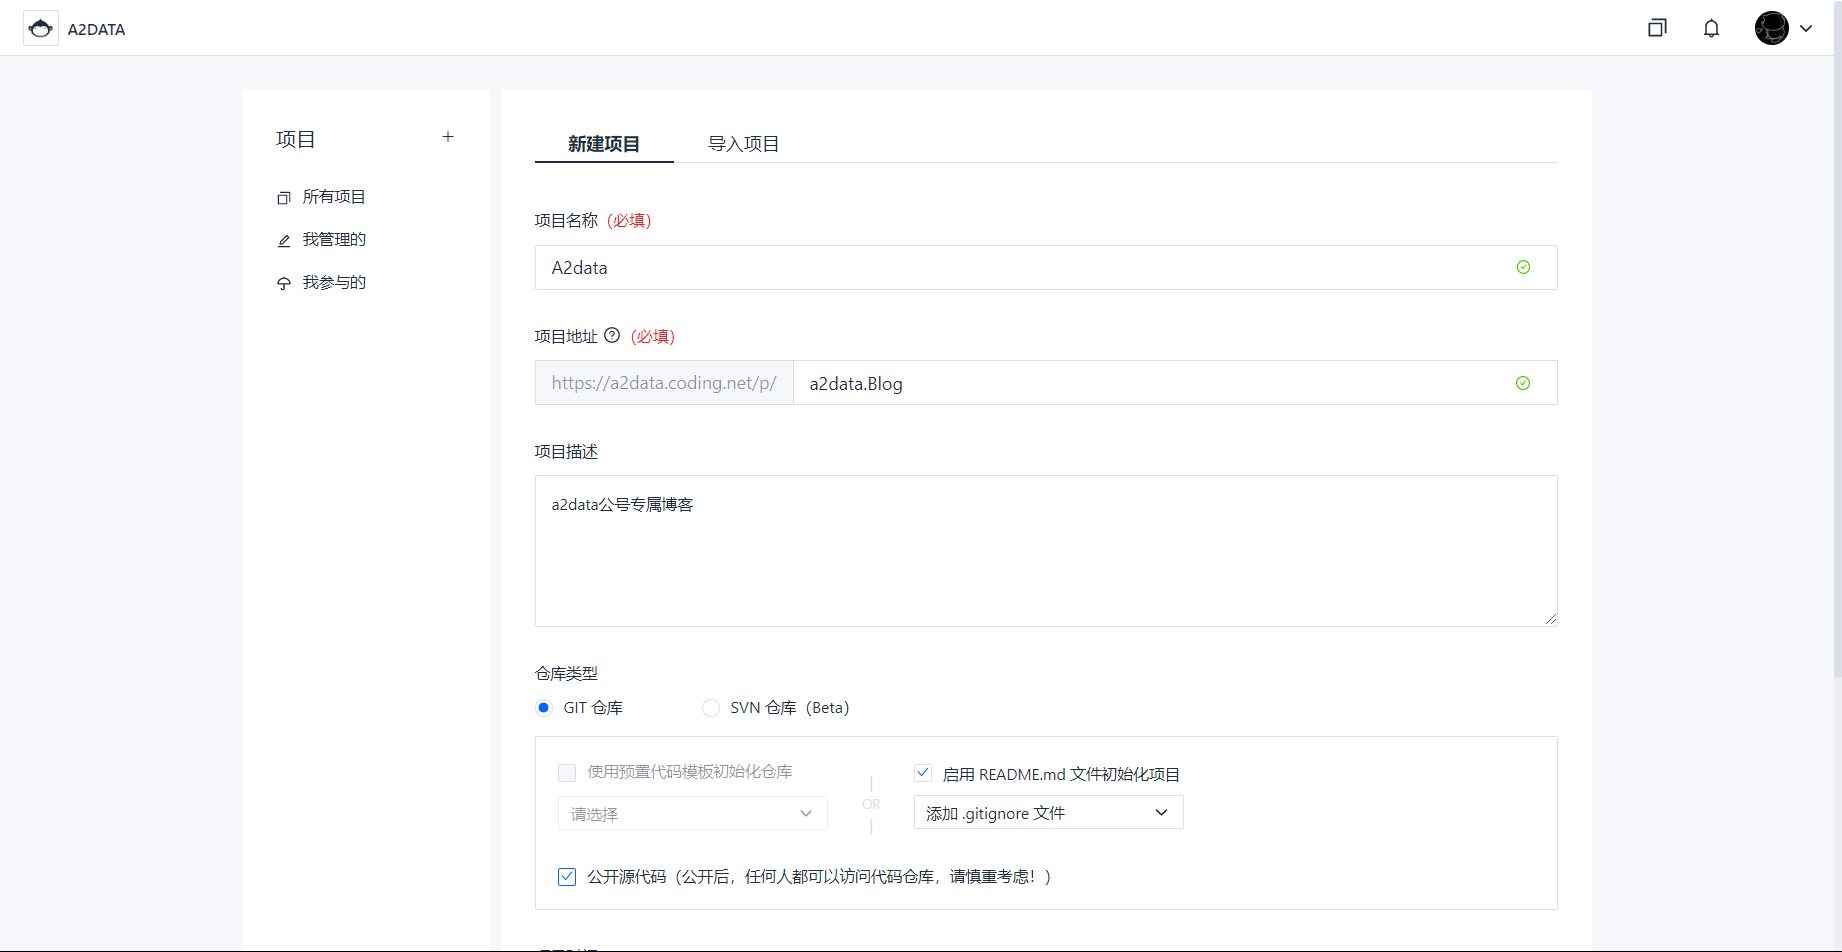 A2DATA
项目
所有项目
我管理的
我参与的
新建项目 导入项目
项目名称 (必填)
A2data
项目地址 (必填)
https://a2data.coding.net/p/ a2data.Blog
项目描述
a2data公号专属博客
仓库类型
GIT 仓库 SVN 仓库（Beta）
使用预置代码模板初始化仓库
请选择
OR
启用 README.md 文件初始化项目
添加 .gitignore 文件
公开源代码（公开后，任何人都可以访问代码仓库，请慎重考虑！）